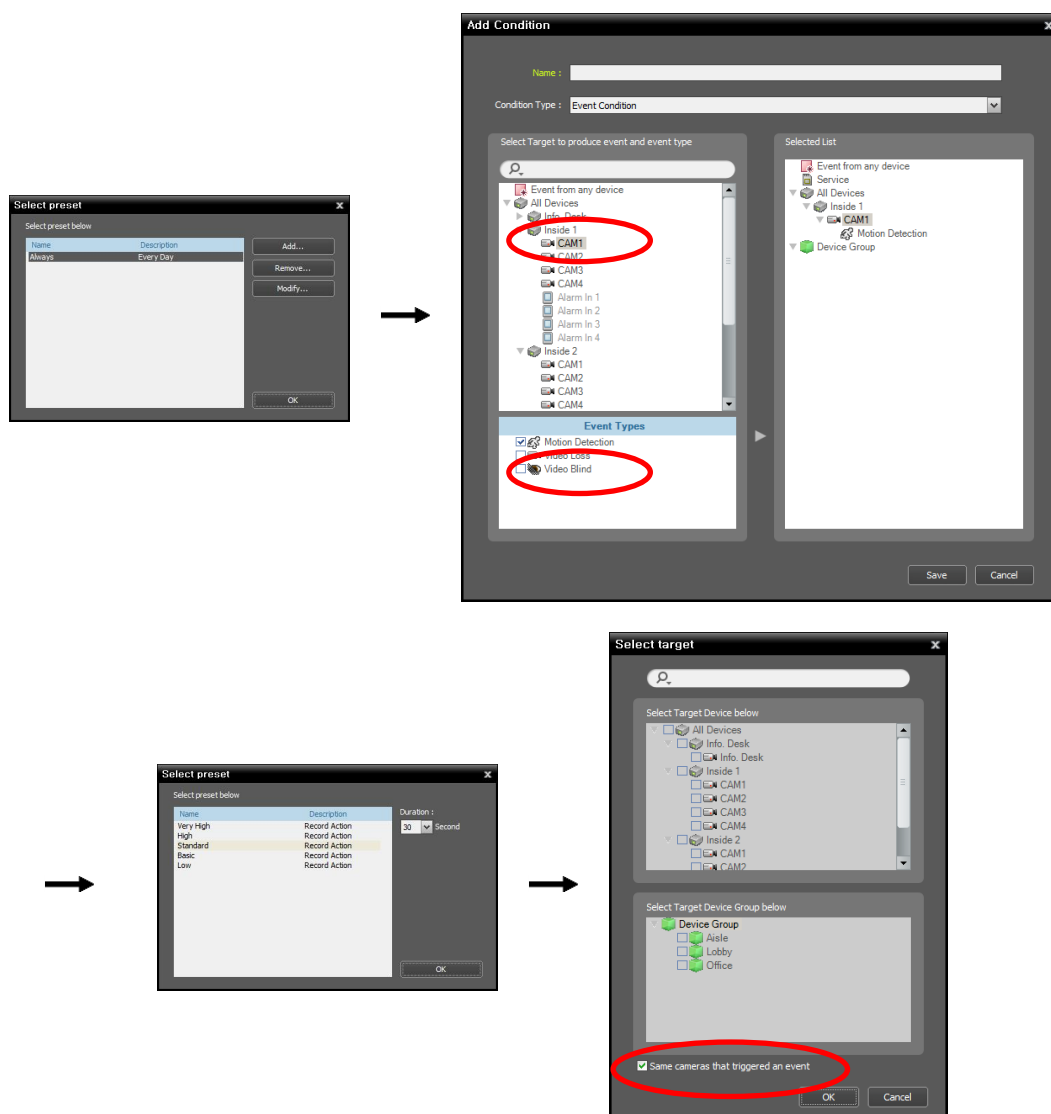 Add Condition
x
Name :
Condition Type :
Event Condition
Select Target to produce event and event type
Event from any device
All Devices
Info. Desk
Inside 1
CAM1
CAM2
CAM3
CAM4
Alarm In 1
Alarm In 2
Alarm In 3
Alarm In 4
Inside 2
CAM1
CAM2
CAM3
CAM4
Event Types
Motion Detection
Video Loss
Video Blind
Selected List
Event from any device
Service
All Devices
Inside 1
CAM1
Motion Detection
Device Group
Save
Cancel
Select preset
x
Select preset below
Name Description
Always Every Day
Add...
Remove...
Modify...
OK
Select preset
x
Select preset below
Name Description
Very High Record Action
High Record Action
Standard Record Action
Basic Record Action
Low Record Action
Duration :
30 Second
OK
Select target
x
Select Target Device below
All Devices
Info. Desk
Info. Desk
Inside 1
CAM1
CAM2
CAM3
CAM4
Inside 2
CAM1
CAM2
Select Target Device Group below
Device Group
Aisle
Lobby
Office
Same cameras that triggered an event
OK
Cancel